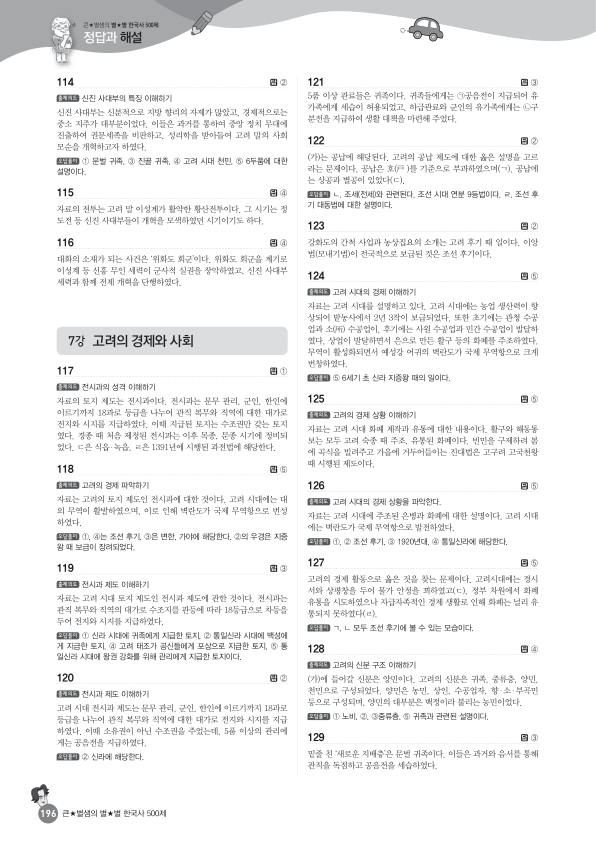 큰★별쌤의 별★별 한국사 500제
정답과 해설
114 답 ②
출제의도 신진 사대부의 특징 이해하기
신진 사대부는 신분적으로 지방 향리의 자제가 많았고, 경제적으로는
중소 지주가 대부분이었다. 이들은 과거를 통하여 중앙 정치 무대에
진출하여 권문세족을 비판하고, 성리학을 받아들여 고려 말의 사회
모순을 개혁하고자 하였다.
오답풀이 ① 문벌 귀족, ③ 진골 귀족, ④ 고려 시대 천민, ⑤ 6두품에 대한
설명이다.
115 답 ④
자료의 전투는 고려 말 이성계가 활약한 황산전투이다. 그 시기는 정
도전 등 신진 사대부들이 개혁을 모색하였던 시이기도 하다.
116 답 ④
대화의 소재가 되는 사건은 '위화도 회군'이다. 위화도 회군을 계기로
이성계 등 신흥 무인 세력이 군사적 실권을 장악하였고, 신진 사대부
세력과 함께 전제 개혁을 단행하였다.
7강 고려의 경제와 사회
117 답 ①
출제의도 전시과의 성격 이해하기
자료의 토지 제도는 전시과이다. 전시과는 문무 관리, 군인, 한인에
이르기까지 18과로 등급을 나누어 관직 복무와 직역에 대한 대가로
전지와 시지를 지급하였다. 이때 지급된 토지는 수조권만 갖는 토지
였다. 경종 때 처음 제정된 전시과는 이후 목종, 문종 시기에 정비되
었다. ㄷ은 식읍·녹읍, ㄹ은 1391년에 시행된 과전법에 해당한다.
118 답 ⑤
출제의도 고려의 경제 파악하기
자료는 고려의 토지 제도인 전시과에 대한 것이다. 고려 시대에는 대
외 무역이 활발하였으며, 이로 인해 벽란도가 국제 무역항으로 번성
하였다.
오답풀이 ①, ④는 조선 후기, ③은 변한, 가야에 해당한다. ②의 우경은 지증
왕 때 보급이 장려되었다.
119 답 ③
출제의도 전시과 제도 이해하기
자료는 고려 시대 토지 제도인 전시과 제도에 관한 것이다. 전시과는
관직 복무와 직역의 대가로 수조지를 판등에 따라 18등급으로 차등을
두어 전지와 시지를 지급하였다.
오답풀이 ① 신라 시대에 귀족에게 지급한 토지, ② 통일신라 시대에 백성에
게 지급한 토지, ④ 고려 태조가 공신들에게 포상으로 지급한 토지, ⑤ 통
일신라 시대에 왕권 강화를 위해 관리에게 지급한 토지이다.
120 답 ②
출제의도 전시과 제도 이해하기
고려 시대 전시과 제도는 문무 관리, 군인, 한인에 이르기까지 18과로
등급을 나누어 관직 복무와 직역에 대한 대가로 전지와 시지를 지급
하였다. 이때 소유권이 아닌 수조권을 주었는데, 5품 이상의 관리에
게는 공음전을 지급하였다.
오답풀이 ② 신라에 해당한다.
121 답 ③
5품 이상 관료들은 귀족이다. 귀족들에게는 ㉠공음전이 지급되어 유
가족에게 세습이 허용되었고, 하급관료와 군인의 유가족에게는 ㉡구
분전을 지급하여 생활 대책을 마련해 주었다.
122 답 ②
(가)는 공납에 해당된다. 고려의 공납 제도에 대한 옳은 설명을 고르
라는 문제이다. 공납은 호(戶)를 기준으로 부과하였으며(ㄱ), 공납에
는 상공과 별공이 있었다(ㄷ).
오답풀이 ㄴ. 조세(전세)와 관련된다. 조선 시대 연분 9등법이다. ㄹ. 조선 후
기 대동법에 대한 설명이다.
123 답 ②
강화도의 간척 사업과 농상집요의 소개는 고려 후기 때 일이다. 이앙
법(모내기법)이 전국적으로 보급된 것은 조선 후기이다.
124 답 ⑤
출제의도 고려 시대의 경제 이해하기
자료는 고려 시대를 설명하고 있다. 고려 시대에는 농업 생산력이 향
상되어 밭농사에서 2년 3작이 보급되었다. 또한 초기에는 관청 수공
업과 소(所) 수공업이, 후기에는 사원 수공업과 민간 수공업이 발달하
였다. 상업이 발달하면서 은으로 만든 활구 등의 화폐를 주조하였다.
무역이 활성화되면서 예성강 어귀의 벽란도가 국제 무역항으로 크게
번창하였다.
오답풀이 ⑤ 6세기 초 신라 지증왕 때의 일이다.
125 답 ⑤
출제의도 고려의 경제 상황 이해하기
자료는 고려 시대 화폐 제작과 유통에 대한 내용이다. 활구와 해동통
보는 모두 고려 숙종 때 주조, 유통된 화폐이다. 빈민을 구제하려 봄
에 곡식을 빌려주고 가을에 거두어들이는 진대법은 고구려 고국천왕
때 시행된 제도이다.
126 답 ⑤
출제의도 고려 시대의 경제 상황을 파악한다.
자료는 고려 시대에 주조된 은병과 화폐에 대한 설명이다. 고려 시대
에는 벽란도가 국제 무역항으로 발전하였다.
오답풀이 ①, ② 조선 후기, ③ 1920년대, ④ 통일신라에 해당한다.
127 답 ⑤
고려의 경제 활동으로 옳은 것을 찾는 문제이다. 고려시대에는 경시
서와 상평창을 두어 물가 안정을 꾀하였고(ㄷ), 정부 차원에서 화폐
유통을 시도하였으나 자급자족적인 경제 생활로 인해 화폐는 널리 유
통되지 못하였다(ㄹ).
오답풀이 ㄱ, ㄴ 모두 조선 후기에 볼 수 있는 모습이다.
128 답 ④
출제의도 고려의 신분 구조 이해하기
(가)에 들어갈 신분은 양민이다. 고려의 신분은 귀족, 중류층, 양민,
천민으로 구성되었다. 양민은 농민, 상인, 수공업자, 향·소·부곡민
등으로 구성되며, 양민의 대부분은 백정이라 불리는 농민이었다.
오답풀이 ① 노비, ②, ③중류층, ⑤ 귀족과 관련된 설명이다.
129 답 ③
밑줄 친 '새로운 지배층'은 문벌 귀족이다. 이들은 과거와 음서를 통해
관직을 독점하고 공음전을 세습하였다.
196 큰★별쌤의 별★별 한국사 500제